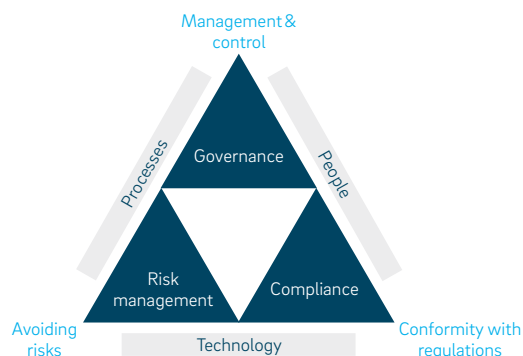 Management &
control
Processes
People
Governance
Risk
management
Compliance
Avoiding
risks
Technology
Conformity with
regulations